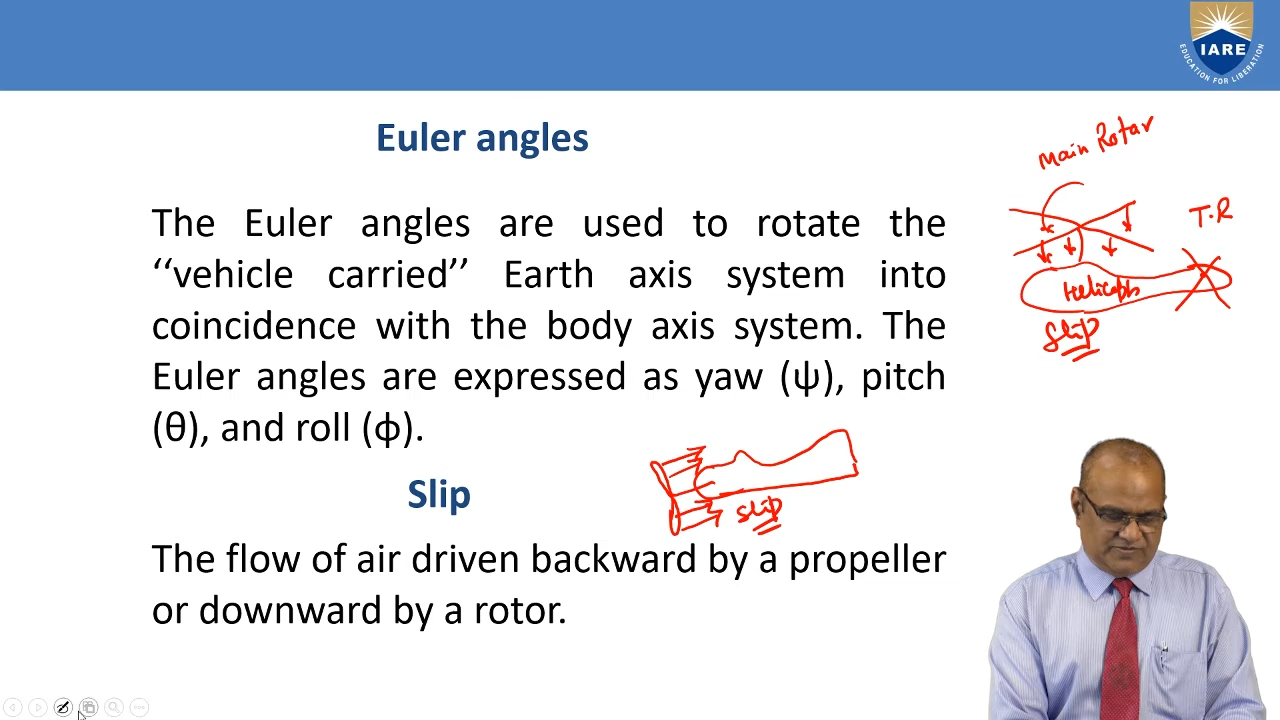 IARE
EDUCATION FOR LIBERATION
Euler angles
The Euler angles are used to rotate the
‘‘vehicle carried’’ Earth axis system into
coincidence with the body axis system. The
Euler angles are expressed as yaw (ψ), pitch
(θ), and roll (ϕ).
Slip
The flow of air driven backward by a propeller
or downward by a rotor.
Main Rotar
T.R
Slip
Slip